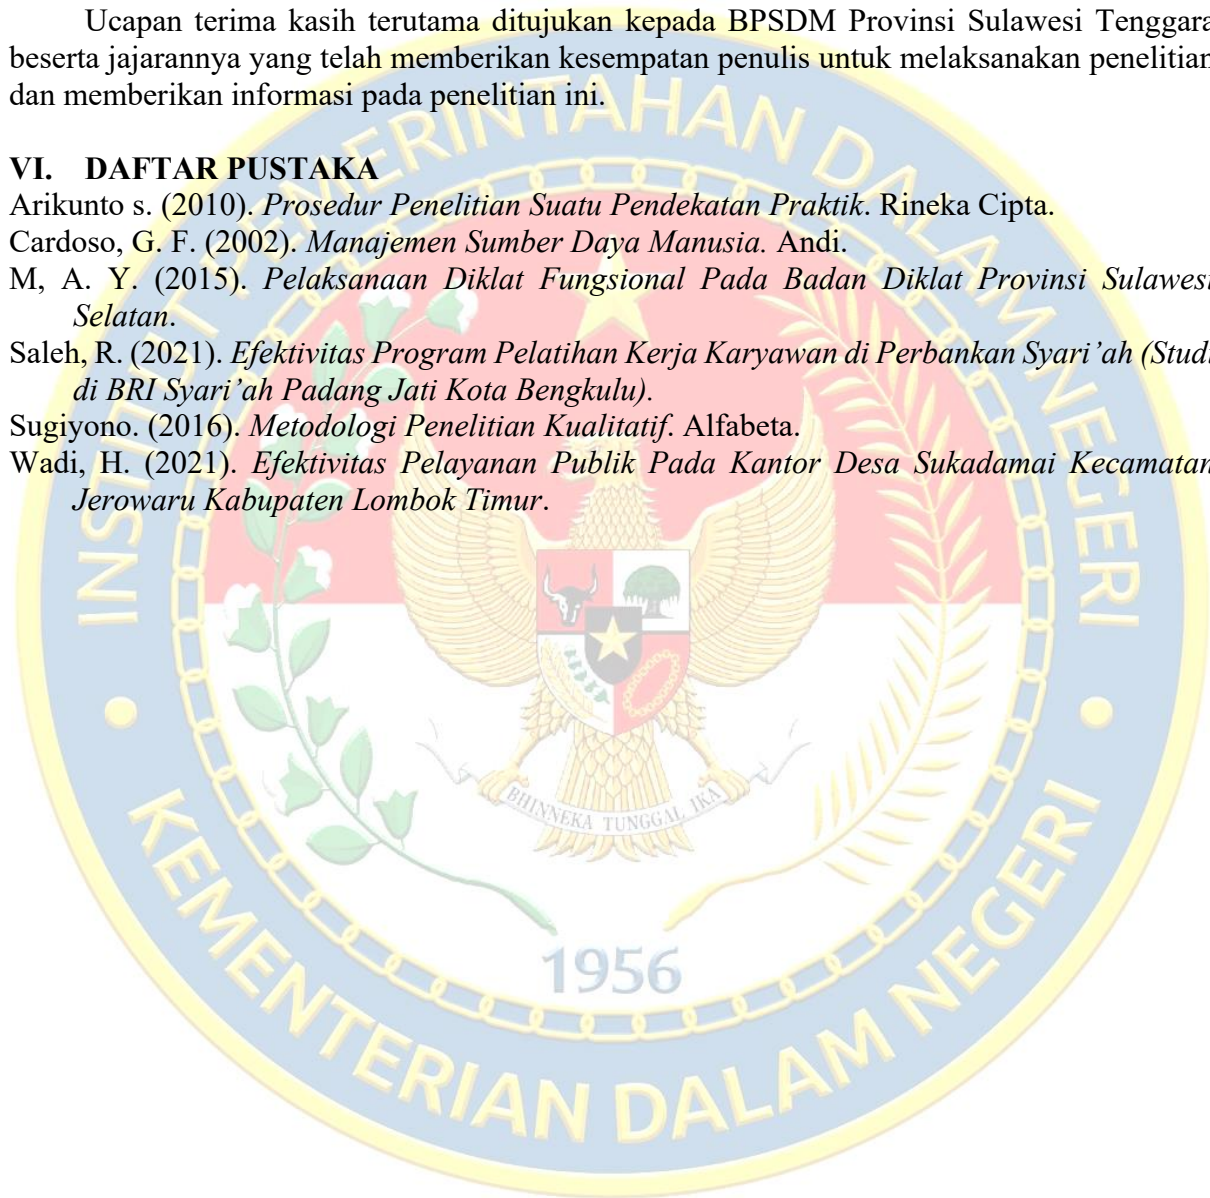 Ucapan terima kasih terutama ditujukan kepada BPSDM Provinsi Sulawesi Tenggara
beserta jajarannya yang telah memberikan kesempatan penulis untuk melaksanakan penelitian
dan memberikan informasi pada penelitian ini.
VI. DAFTAR PUSTAKA
Arikunto s. (2010). Prosedur Penelitian Suatu Pendekatan Praktik. Rineka Cipta.
Cardoso, G. F. (2002). Manajemen Sumber Daya Manusia. Andi.
M, A. Y. (2015). Pelaksanaan Diklat Fungsional Pada Badan Diklat Provinsi Sulawesi
Selatan.
Saleh, R. (2021). Efektivitas Program Pelatihan Kerja Karyawan di Perbankan Syari’ah (Studi
di BRI Syari’ah Padang Jati Kota Bengkulu).
Sugiyono. (2016). Metodologi Penelitian Kualitatif. Alfabeta.
Wadi, H. (2021). Efektivitas Pelayanan Publik Pada Kantor Desa Sukadamai Kecamatan
Jerowaru Kabupaten Lombok Timur.
INSTITUT PEMERINTAHAN DALAM NEGERI
BHINNEKA TUNGGAL IKA
1956
KEMENTERIAN DALAM NEGERI